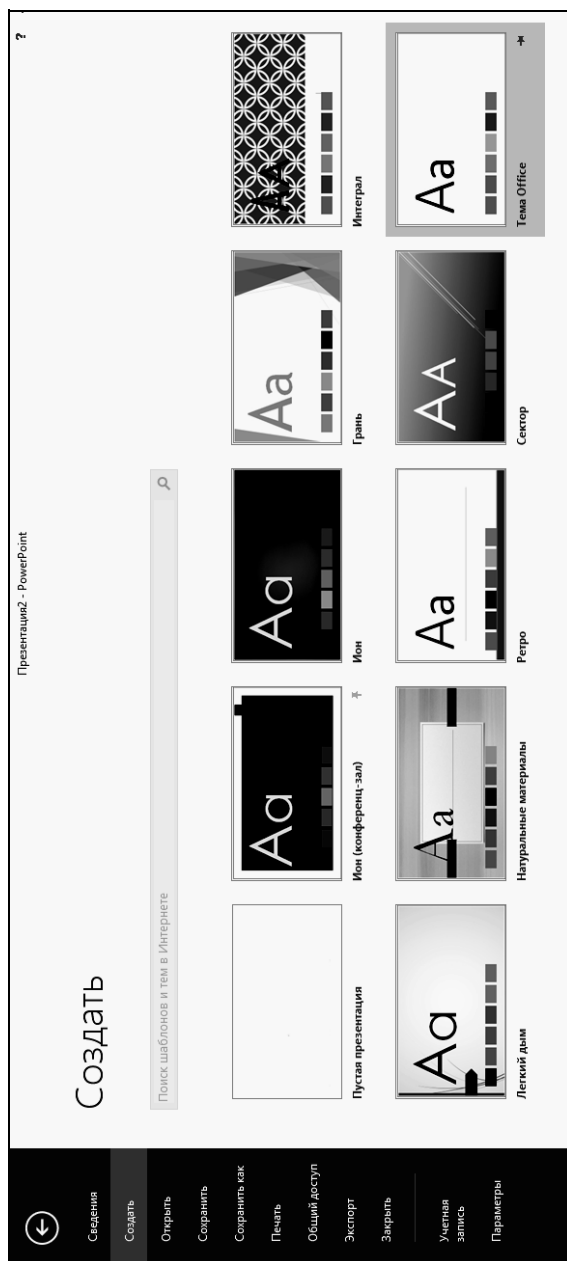 Презентация2 - PowerPoint
?
Сведения
Создать
Открыть
Сохранить
Сохранить как
Печать
Общий доступ
Экспорт
Закрыть
Учетная
запись
Параметры
Создать
Поиск шаблонов и тем в Интернете
Aa
Aa
Aa
AA
Пустая презентация
Ион (конференц-зал)
Ион
Грань
Интеграл
Aa
Aa
Aa
AA
Aa
Легкий дым
Натуральные материалы
Ретро
Сектор
Тема Office